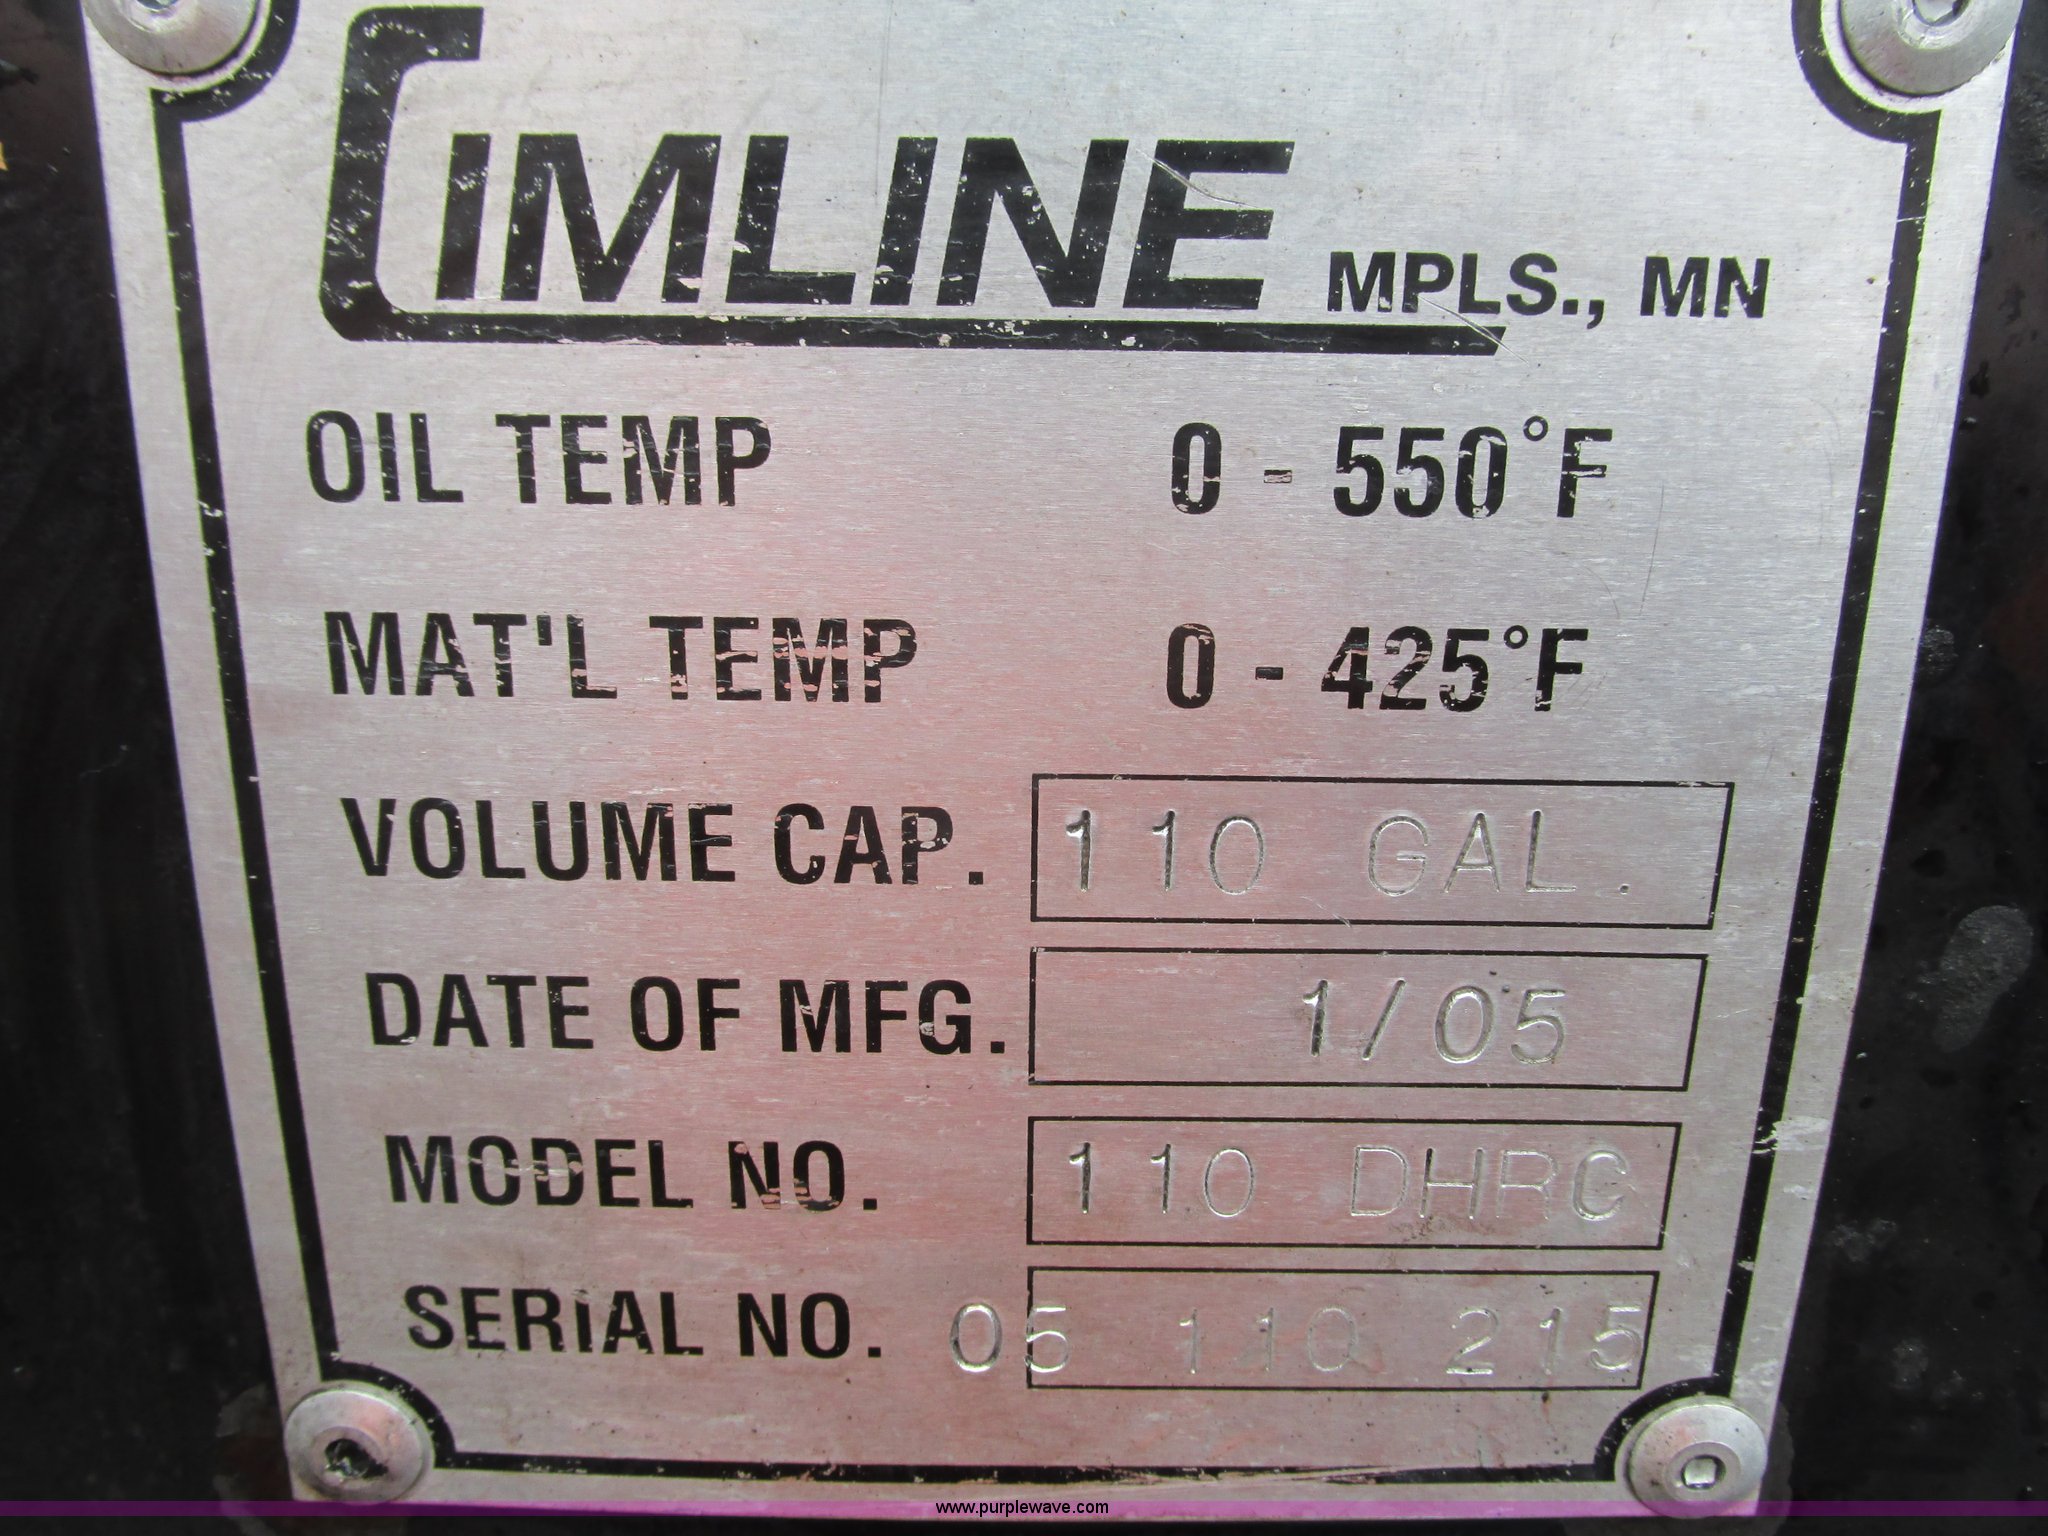 CIMLINE MPLS., MN
OIL TEMP 0 - 550°F
MAT'L TEMP 0 - 425°F
VOLUME CAP. 110 GAL.
DATE OF MFG. 1/05
MODEL NO. 110 DHRC
SERIAL NO. 05 110 215
www.purplewave.com